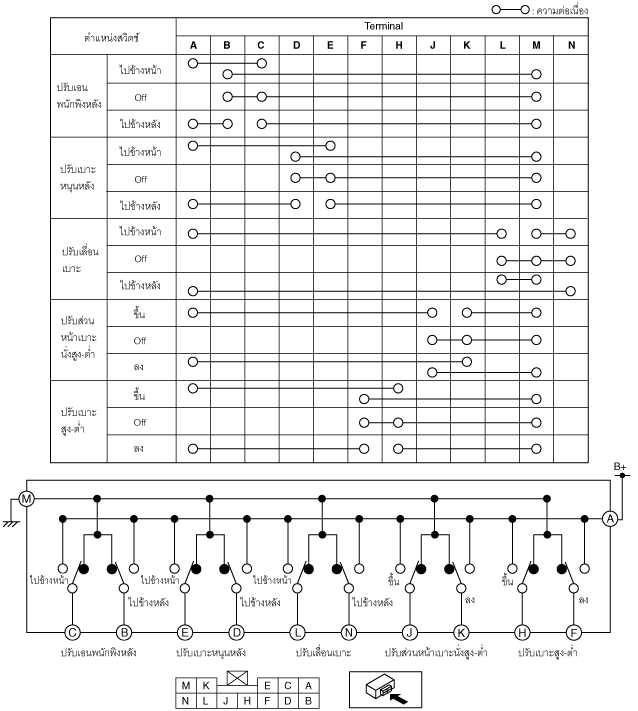 : ความต่อเนื่อง
ตำแหน่งสวิตช์
Terminal
A B C D E F H J K L M N
ปรับเอน
พนักพิงหลัง
ไปข้างหน้า
Off
ไปข้างหลัง
ปรับเบาะ
หนุนหลัง
ไปข้างหน้า
Off
ไปข้างหลัง
ปรับเลื่อน
เบาะ
ไปข้างหน้า
Off
ไปข้างหลัง
ปรับส่วน
หน้าเบาะ
นั่งสูง-ต่ำ
ขึ้น
Off
ลง
ปรับเบาะ
สูง-ต่ำ
ขึ้น
Off
ลง
B+
M
A
ไปข้างหน้า ไปข้างหน้า ไปข้างหน้า ขึ้น ขึ้น
ไปข้างหลัง ไปข้างหลัง ไปข้างหลัง ลง ลง
C B E D L N J K H F
ปรับเอนพนักพิงหลัง ปรับเบาะหนุนหลัง ปรับเลื่อนเบาะ ปรับส่วนหน้าเบาะนั่งสูง-ต่ำ ปรับเบาะสูง-ต่ำ
M K E C A
N L J H F D B